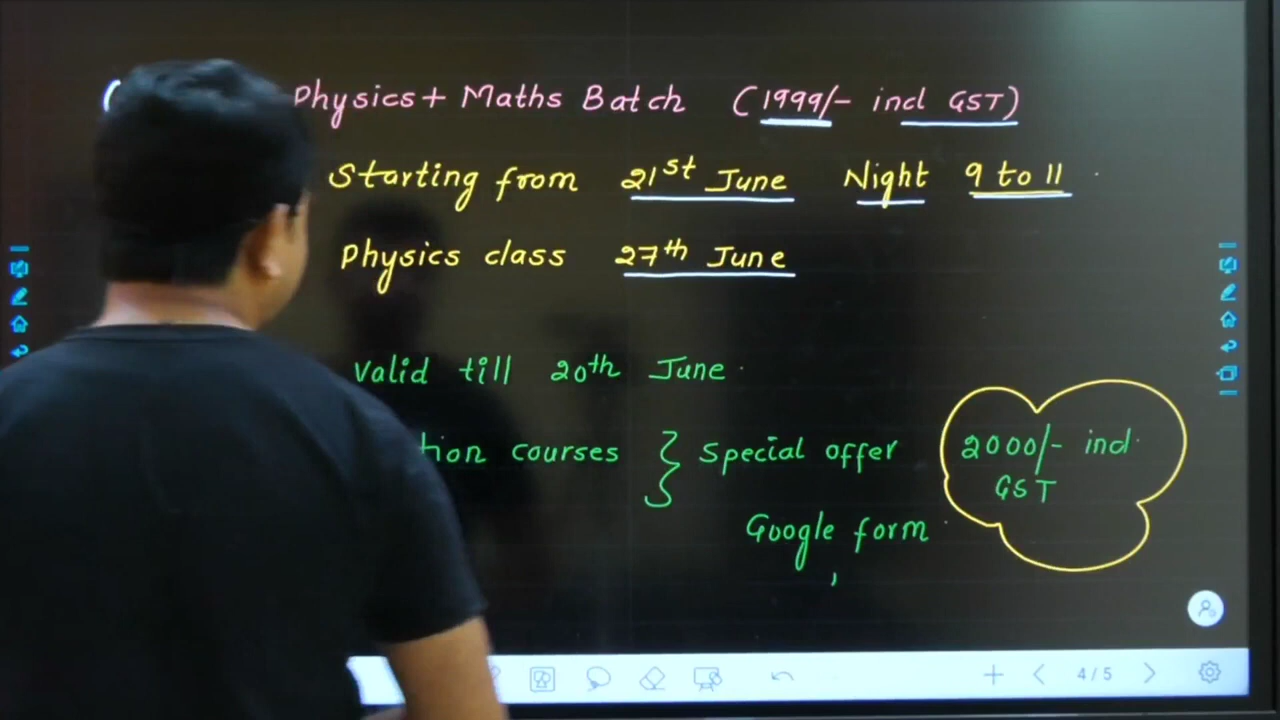 Physics + Maths Batch (1999/- incl GST)
Starting from 21st June Night 9 to 11
Physics class 27th June
Valid till 20th June
courses } Special offer 2000/- incl
GST
Google form
4/5